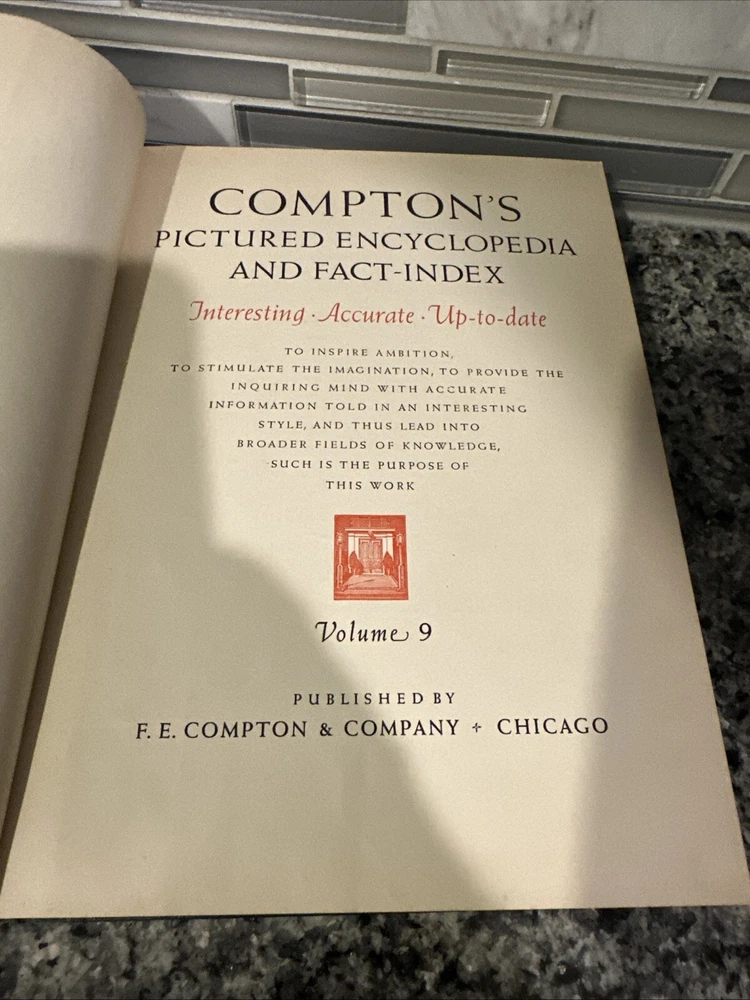 COMPTON'S
PICTURED ENCYCLOPEDIA
AND FACT-INDEX
Interesting · Accurate · Up-to-date
TO INSPIRE AMBITION,
TO STIMULATE THE IMAGINATION, TO PROVIDE THE
INQUIRING MIND WITH ACCURATE
INFORMATION TOLD IN AN INTERESTING
STYLE, AND THUS LEAD INTO
BROADER FIELDS OF KNOWLEDGE,
SUCH IS THE PURPOSE OF
THIS WORK
Volume 9
PUBLISHED BY
F. E. COMPTON & COMPANY + CHICAGO